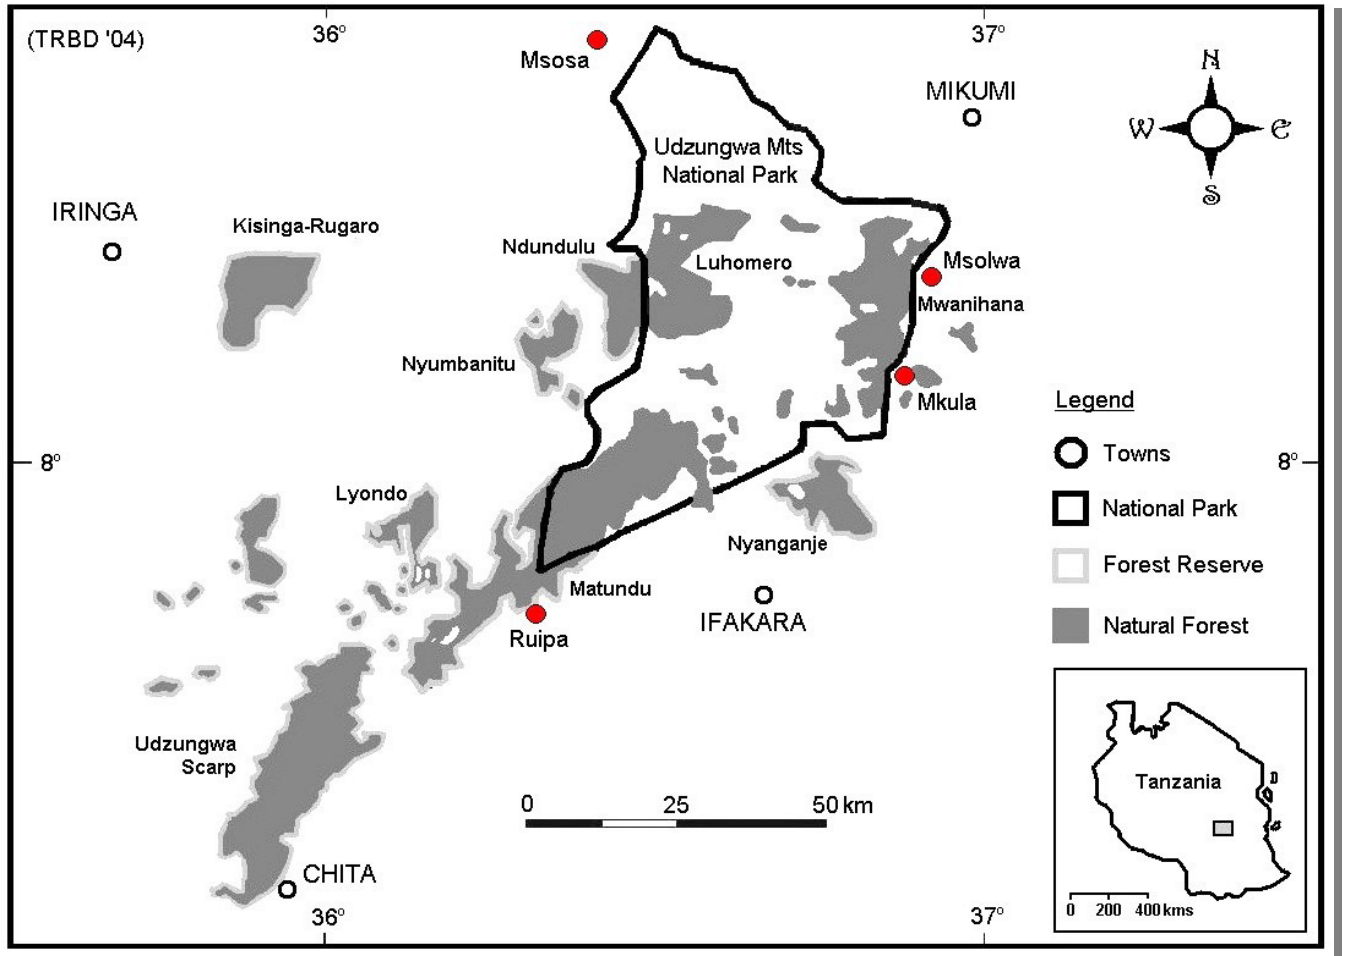 (TRBD '04)
36°
37°
Msosa
MIKUMI
N
W
E
S
Udzungwa Mts
National Park
IRINGA
Kisinga-Rugaro
Ndundulu
Luhomero
Msolwa
Mwanihana
Nyumbanitu
Mkula
8°
8°
Lyondo
Nyanganje
Matundu
IFAKARA
Ruipa
Udzungwa
Scarp
CHITA
0 25 50 km
36°
37°
Legend
Towns
National Park
Forest Reserve
Natural Forest
Tanzania
0 200 400 kms